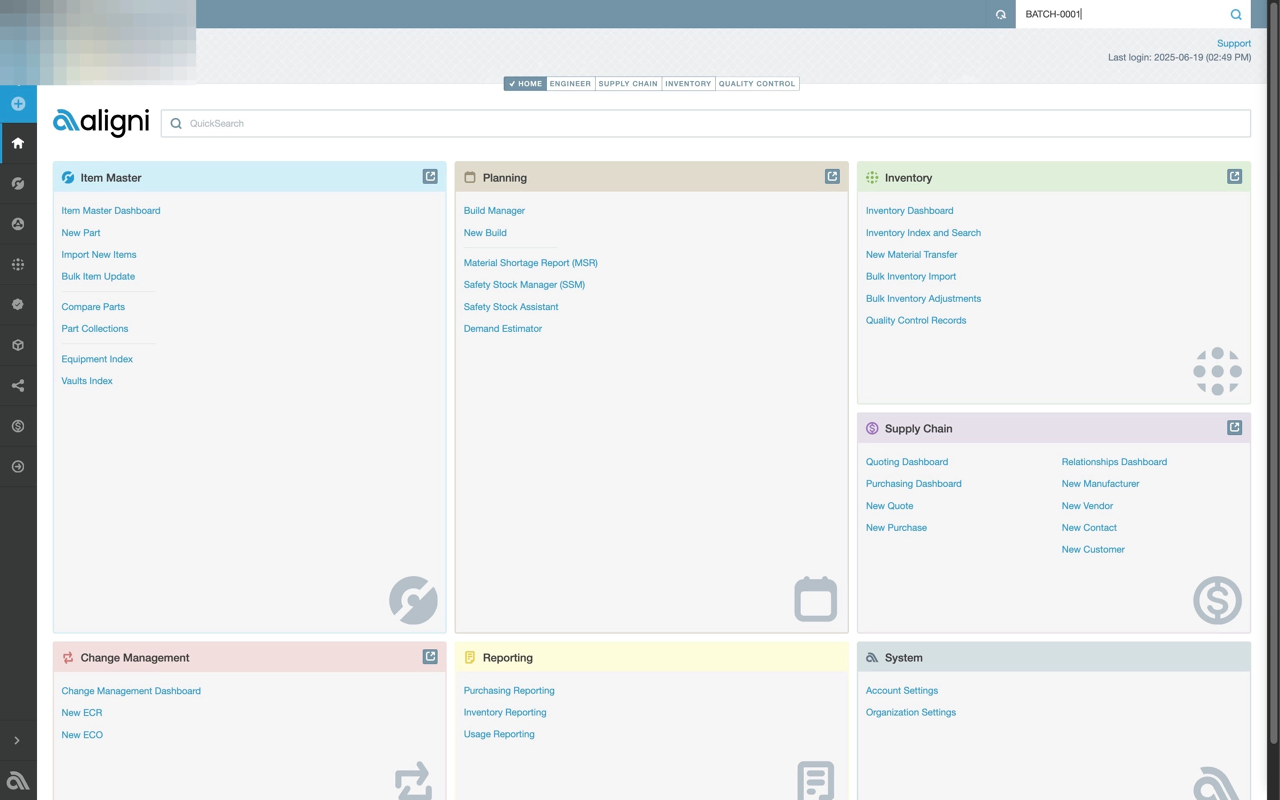 BATCH-0001
Support
Last login: 2025-06-19 (02:49 PM)
HOME ENGINEER SUPPLY CHAIN INVENTORY QUALITY CONTROL
aligni
QuickSearch
Item Master
Item Master Dashboard
New Part
Import New Items
Bulk Item Update
Compare Parts
Part Collections
Equipment Index
Vaults Index
Planning
Build Manager
New Build
Material Shortage Report (MSR)
Safety Stock Manager (SSM)
Safety Stock Assistant
Demand Estimator
Inventory
Inventory Dashboard
Inventory Index and Search
New Material Transfer
Bulk Inventory Import
Bulk Inventory Adjustments
Quality Control Records
Supply Chain
Quoting Dashboard
Purchasing Dashboard
New Quote
New Purchase
Relationships Dashboard
New Manufacturer
New Vendor
New Contact
New Customer
Change Management
Change Management Dashboard
New ECR
New ECO
Reporting
Purchasing Reporting
Inventory Reporting
Usage Reporting
System
Account Settings
Organization Settings